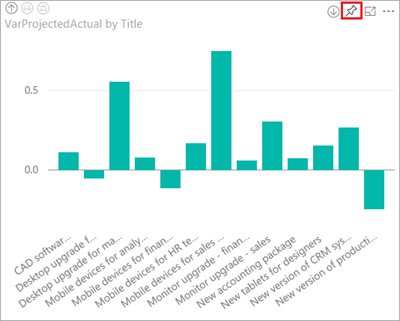 VarProjectedActual by Title
0.5
0.0
CAD softwar...
Desktop upgrade f...
Desktop upgrade for ma...
Mobile devices for analy...
Mobile devices for finan...
Mobile devices for HR te...
Mobile devices for sales ...
Monitor upgrade - finan...
Monitor upgrade - sales
New accounting package
New tablets for designers
New version of CRM sys...
New version of producti...